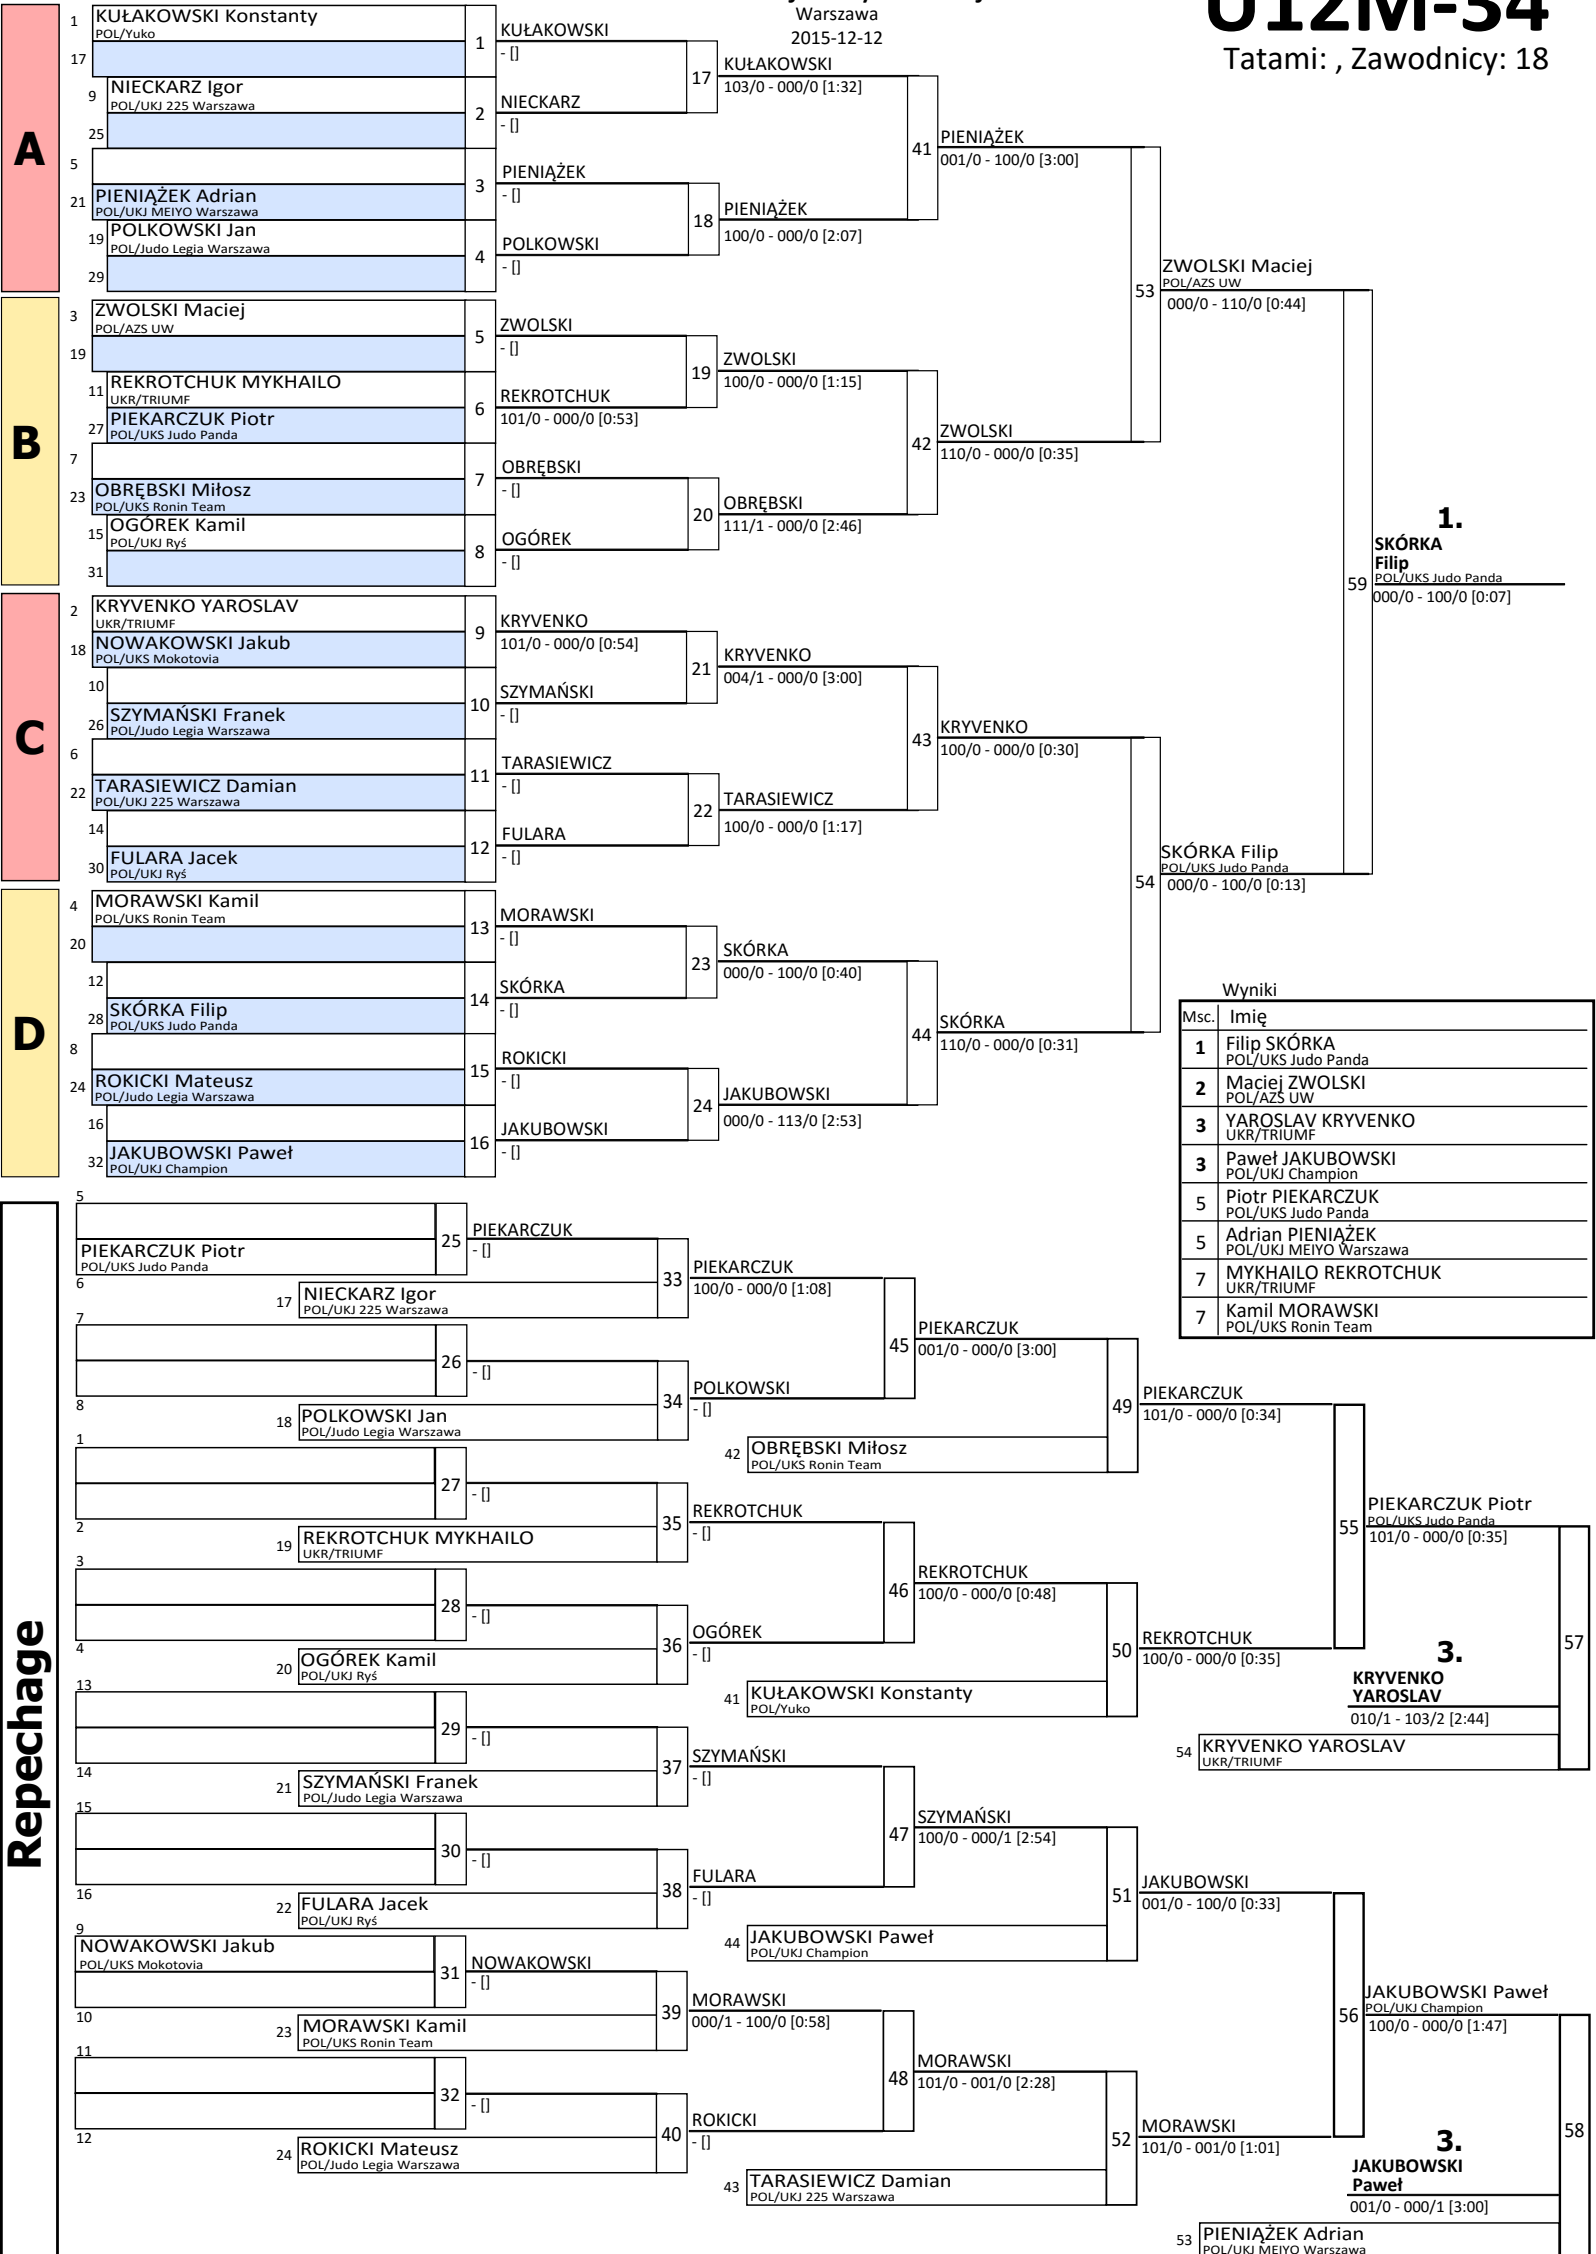 Warszawa
2015-12-12
U12M-34
Tatami: , Zawodnicy: 18
A
1 KUŁAKOWSKI Konstanty
POL/Yuko
17
9 NIECKARZ Igor
POL/UKJ 225 Warszawa
25
5
21 PIENIĄŻEK Adrian
POL/UKJ MEIYO Warszawa
19 POLKOWSKI Jan
POL/Judo Legia Warszawa
29
B
3 ZWOLSKI Maciej
POL/AZS UW
19
11 REKROTCHUK MYKHAILO
UKR/TRIUMF
27 PIEKARCZUK Piotr
POL/UKS Judo Panda
7
23 OBRĘBSKI Miłosz
POL/UKS Ronin Team
15 OGÓREK Kamil
POL/UKJ Ryś
31
C
2 KRYVENKO YAROSLAV
UKR/TRIUMF
18 NOWAKOWSKI Jakub
POL/UKS Mokotovia
10
26 SZYMAŃSKI Franek
POL/Judo Legia Warszawa
6
22 TARASIEWICZ Damian
POL/UKJ 225 Warszawa
14
30 FULARA Jacek
POL/UKJ Ryś
D
4 MORAWSKI Kamil
POL/UKS Ronin Team
20
12
28 SKÓRKA Filip
POL/UKS Judo Panda
8
24 ROKICKI Mateusz
POL/Judo Legia Warszawa
16
32 JAKUBOWSKI Paweł
POL/UKJ Champion
1 KUŁAKOWSKI
- []
2 NIECKARZ
- []
3 PIENIĄŻEK
- []
4 POLKOWSKI
- []
5 ZWOLSKI
- []
6 REKROTCHUK
101/0 - 000/0 [0:53]
7 OBRĘBSKI
- []
8 OGÓREK
- []
9 KRYVENKO
101/0 - 000/0 [0:54]
10 SZYMAŃSKI
- []
11 TARASIEWICZ
- []
12 FULARA
- []
13 MORAWSKI
- []
14 SKÓRKA
- []
15 ROKICKI
- []
16 JAKUBOWSKI
- []
17 KUŁAKOWSKI
103/0 - 000/0 [1:32]
18 PIENIĄŻEK
100/0 - 000/0 [2:07]
19 ZWOLSKI
100/0 - 000/0 [1:15]
20 OBRĘBSKI
111/1 - 000/0 [2:46]
21 KRYVENKO
004/1 - 000/0 [3:00]
22 TARASIEWICZ
100/0 - 000/0 [1:17]
23 SKÓRKA
000/0 - 100/0 [0:40]
24 JAKUBOWSKI
000/0 - 113/0 [2:53]
41 PIENIĄŻEK
001/0 - 100/0 [3:00]
42 ZWOLSKI
110/0 - 000/0 [0:35]
43 KRYVENKO
100/0 - 000/0 [0:30]
44 SKÓRKA
110/0 - 000/0 [0:31]
53 ZWOLSKI Maciej
POL/AZS UW
000/0 - 110/0 [0:44]
54 SKÓRKA Filip
POL/UKS Judo Panda
000/0 - 100/0 [0:13]
59
1.
SKÓRKA
Filip
POL/UKS Judo Panda
000/0 - 100/0 [0:07]
Wyniki
Msc. Imię
1 Filip SKÓRKA
POL/UKS Judo Panda
2 Maciej ZWOLSKI
POL/AZS UW
3 YAROSLAV KRYVENKO
UKR/TRIUMF
3 Paweł JAKUBOWSKI
POL/UKJ Champion
5 Piotr PIEKARCZUK
POL/UKS Judo Panda
5 Adrian PIENIĄŻEK
POL/UKJ MEIYO Warszawa
7 MYKHAILO REKROTCHUK
UKR/TRIUMF
7 Kamil MORAWSKI
POL/UKS Ronin Team
Repechage
5
PIEKARCZUK Piotr
POL/UKS Judo Panda
6
25 PIEKARCZUK
- []
17 NIECKARZ Igor
POL/UKJ 225 Warszawa
7
26
- []
8
18 POLKOWSKI Jan
POL/Judo Legia Warszawa
1
27
- []
2
19 REKROTCHUK MYKHAILO
UKR/TRIUMF
3
28
- []
4
20 OGÓREK Kamil
POL/UKJ Ryś
13
29
- []
14
21 SZYMAŃSKI Franek
POL/Judo Legia Warszawa
15
30
- []
16
22 FULARA Jacek
POL/UKJ Ryś
9
NOWAKOWSKI Jakub
POL/UKS Mokotovia
31 NOWAKOWSKI
- []
10
23 MORAWSKI Kamil
POL/UKS Ronin Team
11
32
- []
12
24 ROKICKI Mateusz
POL/Judo Legia Warszawa
33 PIEKARCZUK
100/0 - 000/0 [1:08]
34 POLKOWSKI
- []
35 REKROTCHUK
- []
36 OGÓREK
- []
37 SZYMAŃSKI
- []
38 FULARA
- []
39 MORAWSKI
000/1 - 100/0 [0:58]
40 ROKICKI
- []
45 PIEKARCZUK
001/0 - 000/0 [3:00]
42 OBRĘBSKI Miłosz
POL/UKS Ronin Team
46 REKROTCHUK
100/0 - 000/0 [0:48]
41 KUŁAKOWSKI Konstanty
POL/Yuko
47 SZYMAŃSKI
100/0 - 000/1 [2:54]
44 JAKUBOWSKI Paweł
POL/UKJ Champion
48 MORAWSKI
101/0 - 001/0 [2:28]
43 TARASIEWICZ Damian
POL/UKJ 225 Warszawa
49 PIEKARCZUK
101/0 - 000/0 [0:34]
50 REKROTCHUK
100/0 - 000/0 [0:35]
51 JAKUBOWSKI
001/0 - 100/0 [0:33]
52 MORAWSKI
101/0 - 001/0 [1:01]
55 PIEKARCZUK Piotr
POL/UKS Judo Panda
101/0 - 000/0 [0:35]
57
3.
KRYVENKO
YAROSLAV
010/1 - 103/2 [2:44]
54 KRYVENKO YAROSLAV
UKR/TRIUMF
56 JAKUBOWSKI Paweł
POL/UKJ Champion
100/0 - 000/0 [1:47]
58
3.
JAKUBOWSKI
Paweł
001/0 - 000/1 [3:00]
53 PIENIĄŻEK Adrian
POL/UKJ MEIYO Warszawa